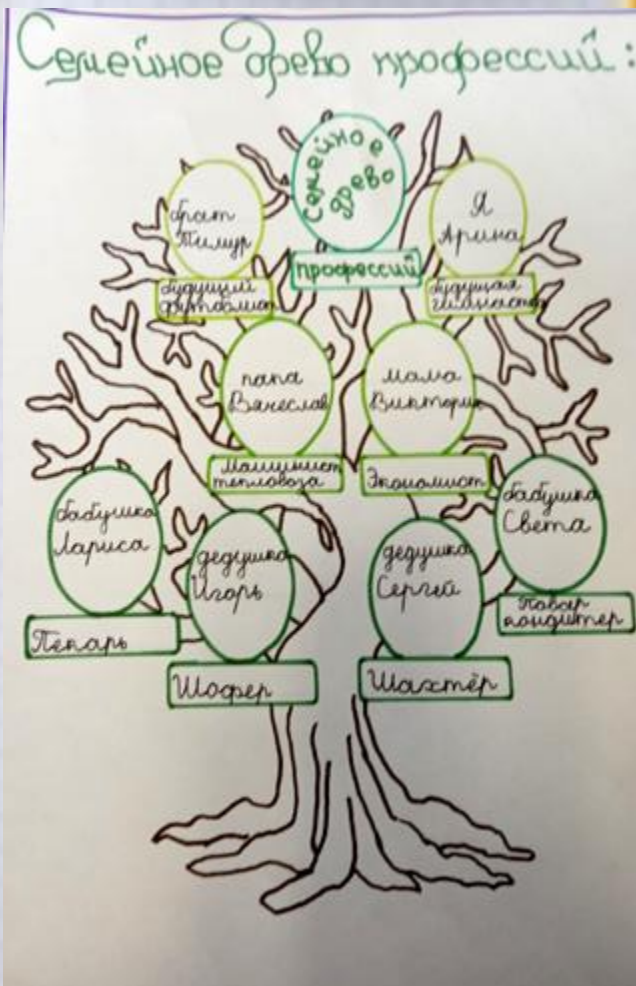 Семейное древо профессий:
Семейное
древо
профессий
брат
Тимур
будущий
футболист
Я
Арина
будущая
гимнастка
папа
Вячеслав
Машинист
тепловоза
мама
Виктория
Экономист
бабушка
Лариса
Пекарь
дедушка
Игорь
Шофер
дедушка
Сергей
Шахтёр
бабушка
Света
Повар
кондитер